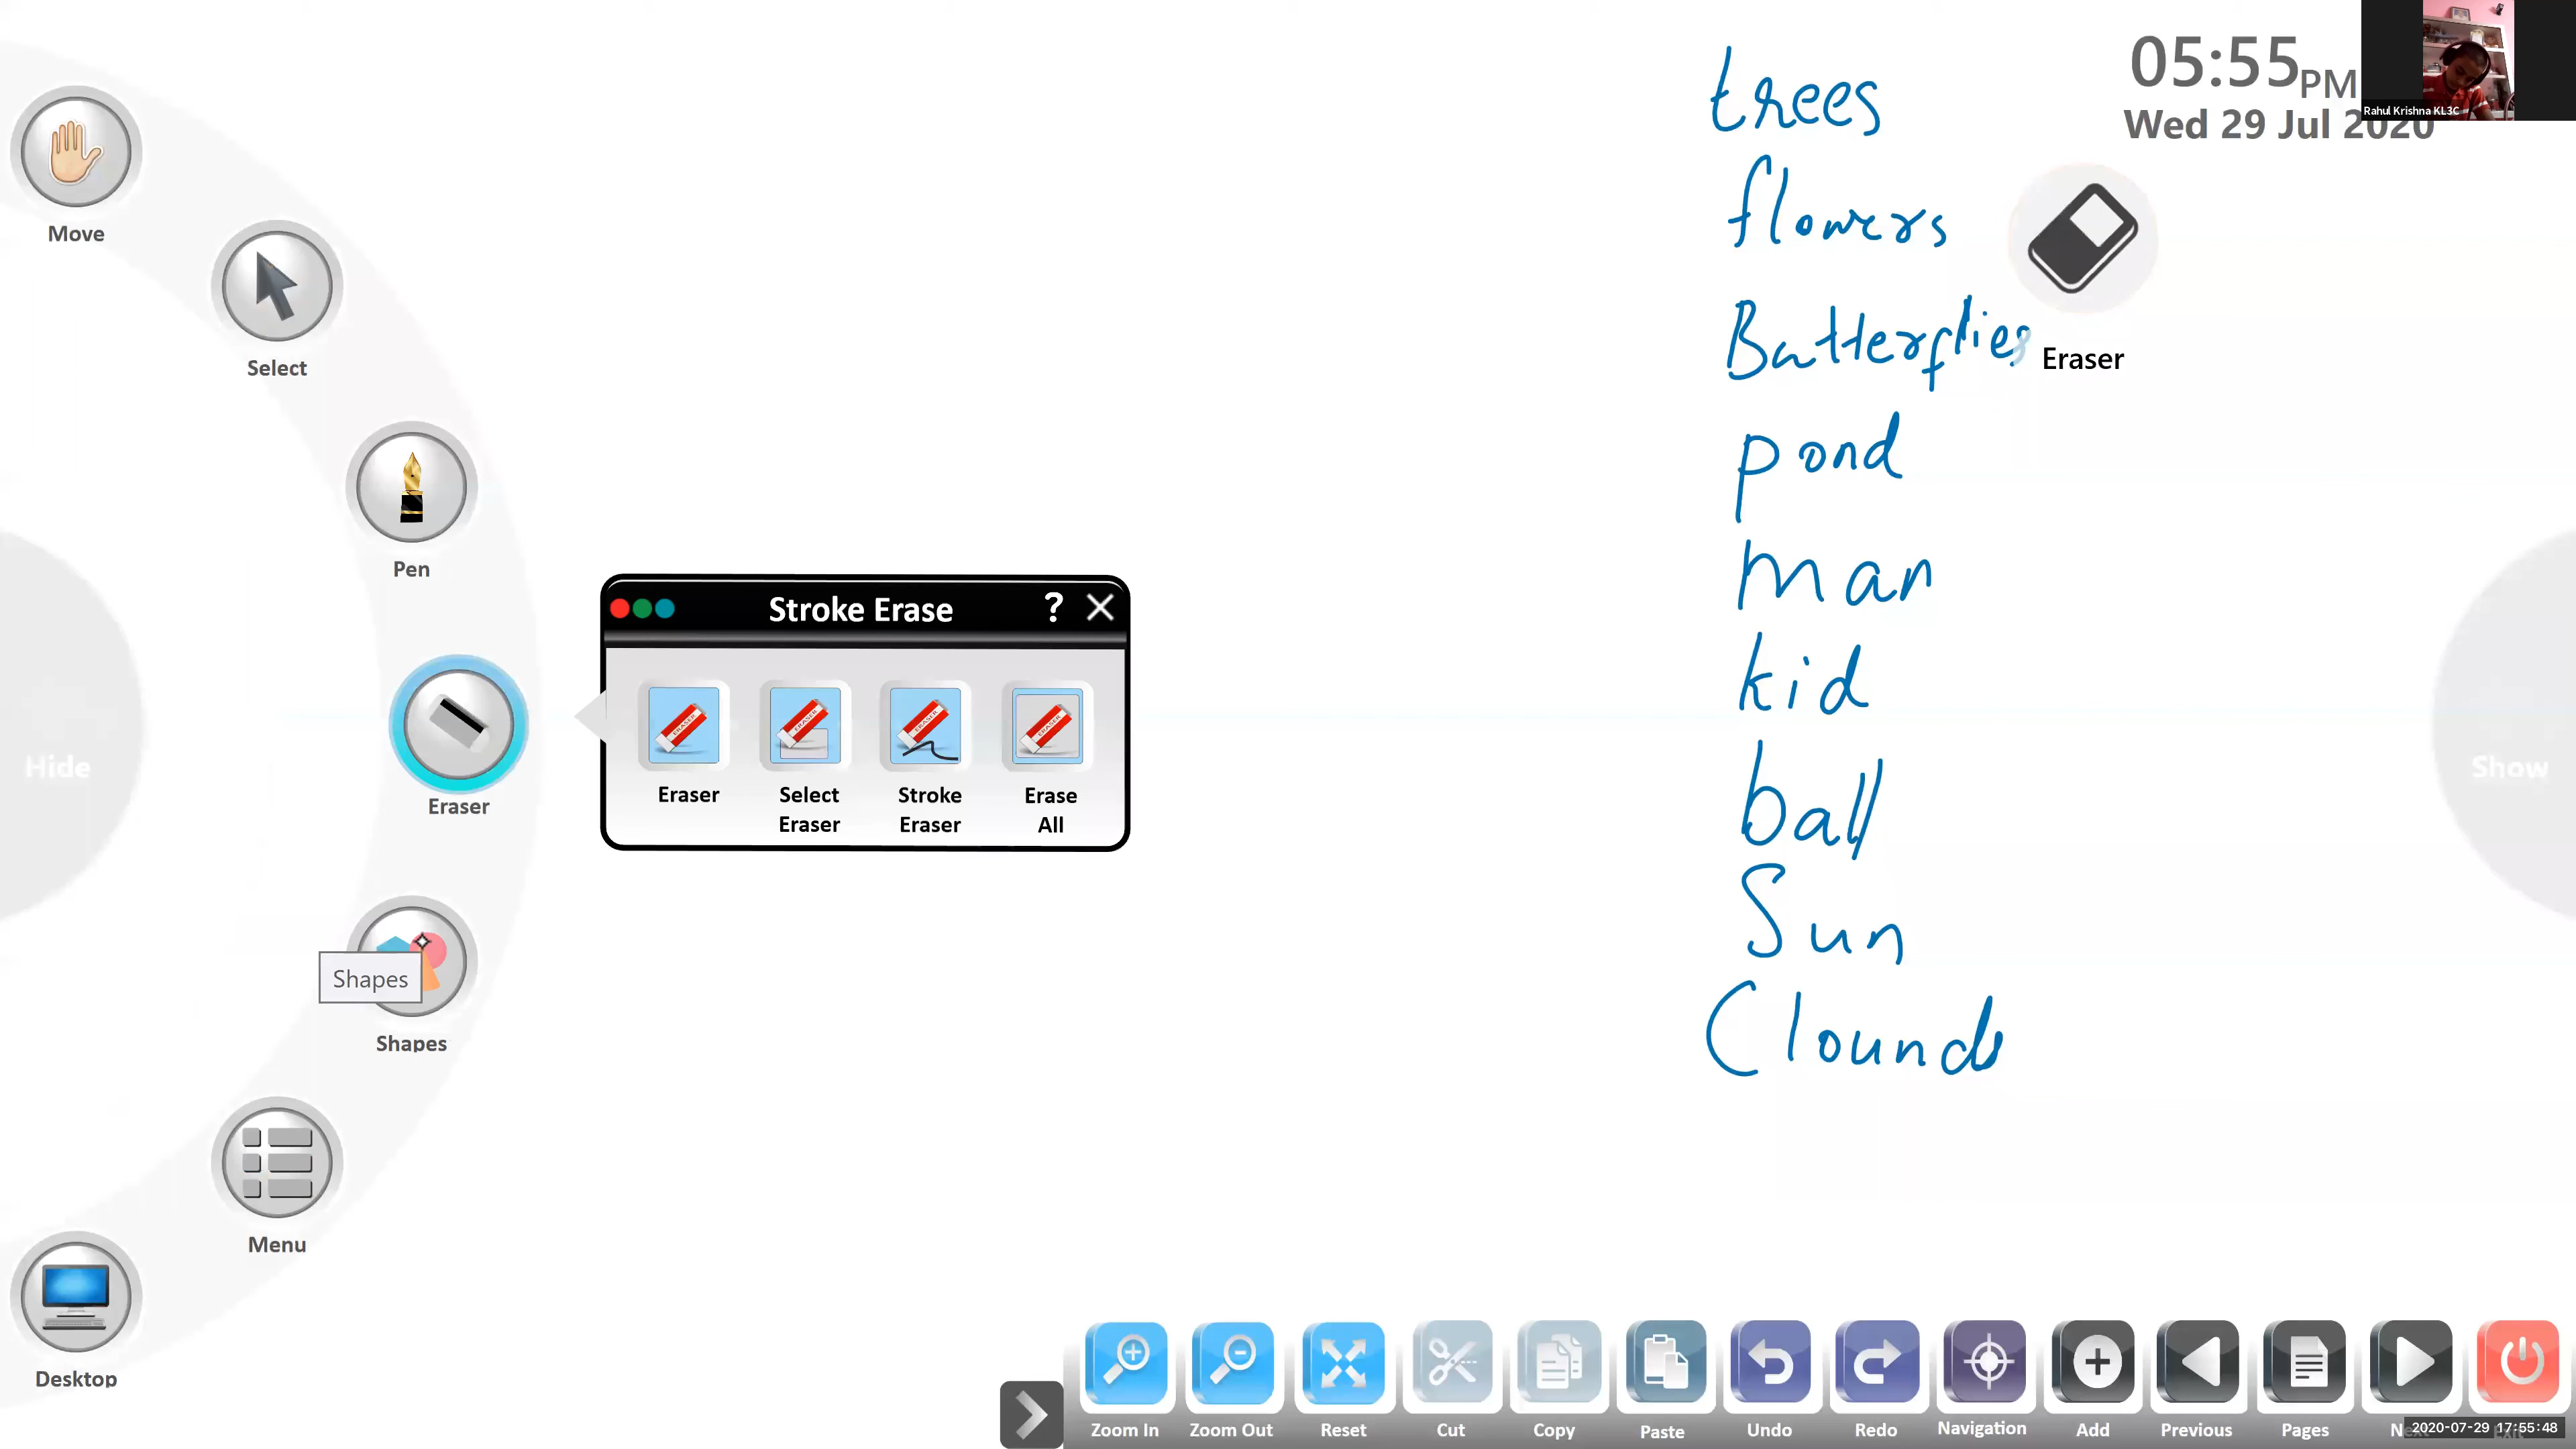 trees
05:55 PM
Wed 29 Jul 2020
Rahul Krishna KL3C
Move
flowers
Select
Butterflies
Eraser
pond
Pen
man
Stroke Erase ?
kid
Hide
Show
Eraser
Eraser
Select Eraser
Stroke Eraser
Erase All
ball
Sun
Shapes
Shapes
Clounds
Menu
Desktop
Zoom In
Zoom Out
Reset
Cut
Copy
Paste
Undo
Redo
Navigation
Add
Previous
Pages
2020-07-29 17:55:48